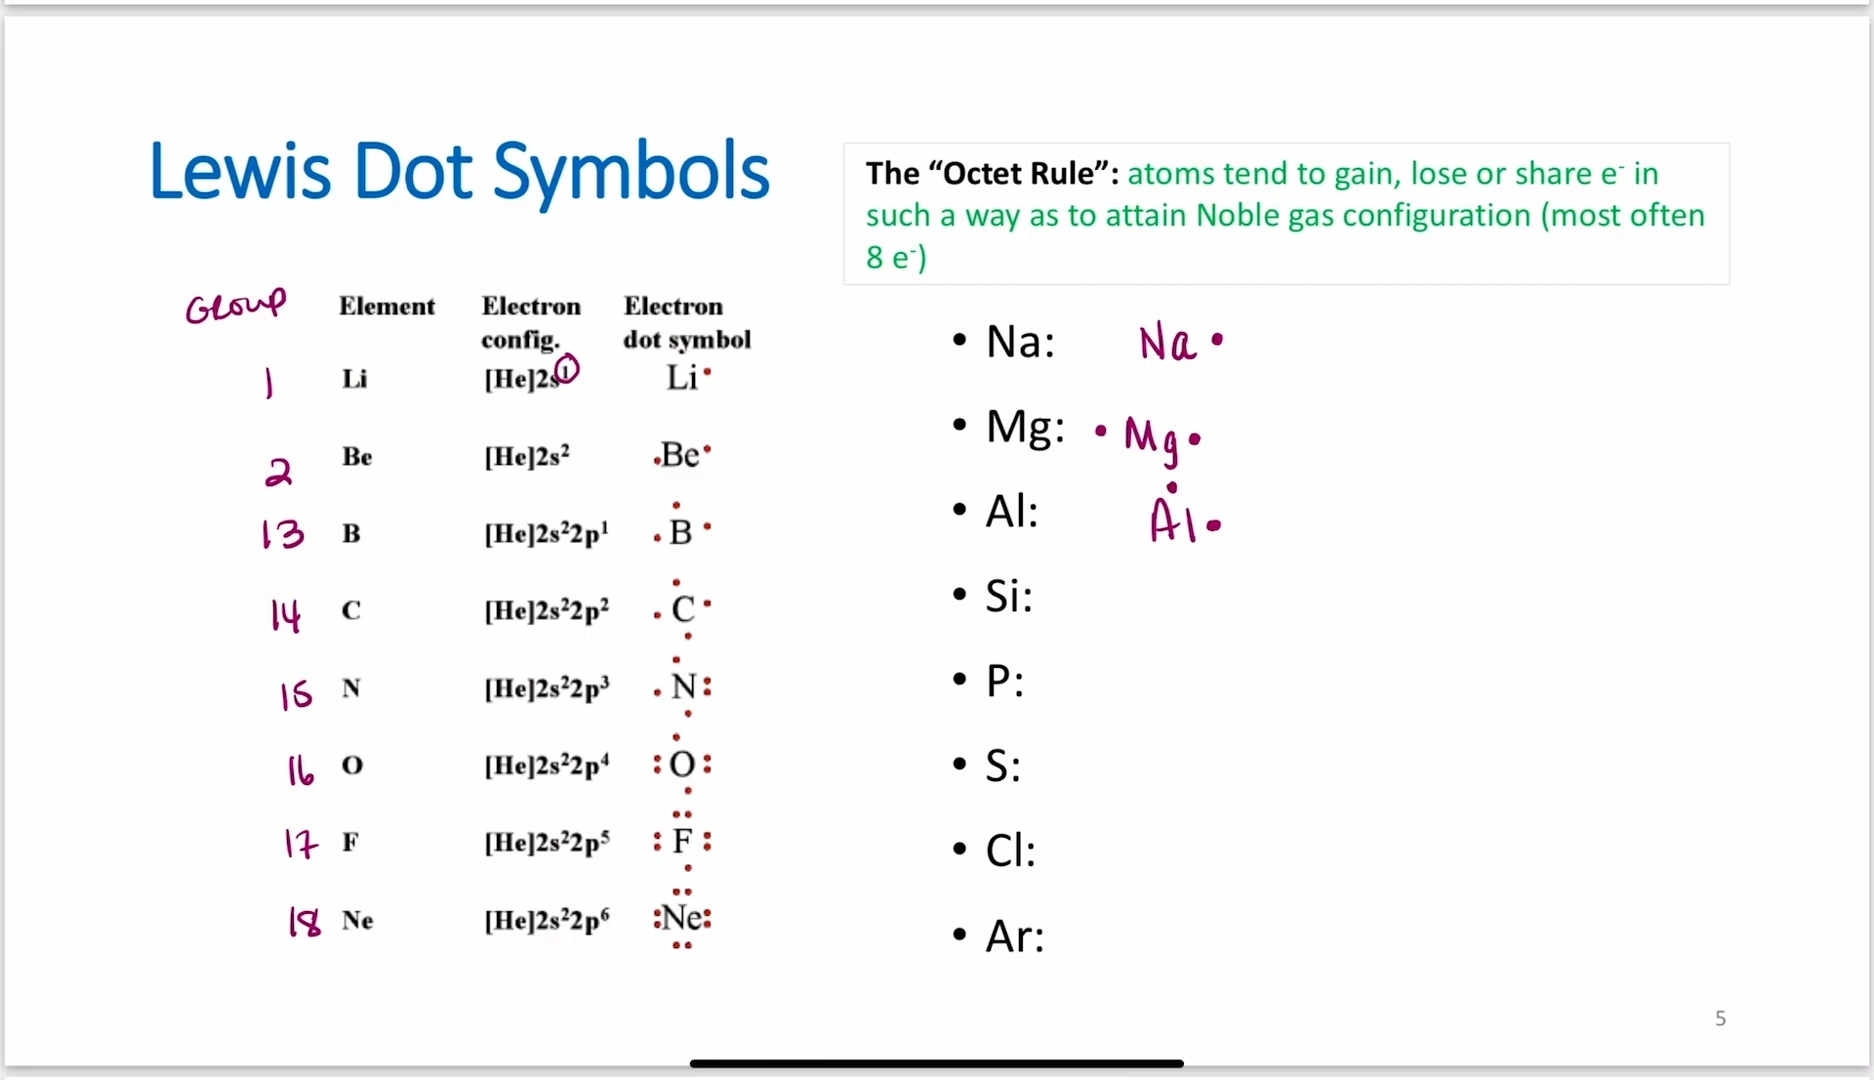 Lewis Dot Symbols
The “Octet Rule”: atoms tend to gain, lose or share e⁻ in
such a way as to attain Noble gas configuration (most often
8 e⁻)
Group Element Electron config. Electron dot symbol
1 Li [He]2s¹ Li·
2 Be [He]2s² ·Be·
13 B [He]2s²2p¹ B
14 C [He]2s²2p² C
15 N [He]2s²2p³ N
16 O [He]2s²2p⁴ O
17 F [He]2s²2p⁵ F
18 Ne [He]2s²2p⁶ Ne
• Na: Na·
• Mg: ·Mg·
• Al: Al·
• Si:
• P:
• S:
• Cl:
• Ar:
5